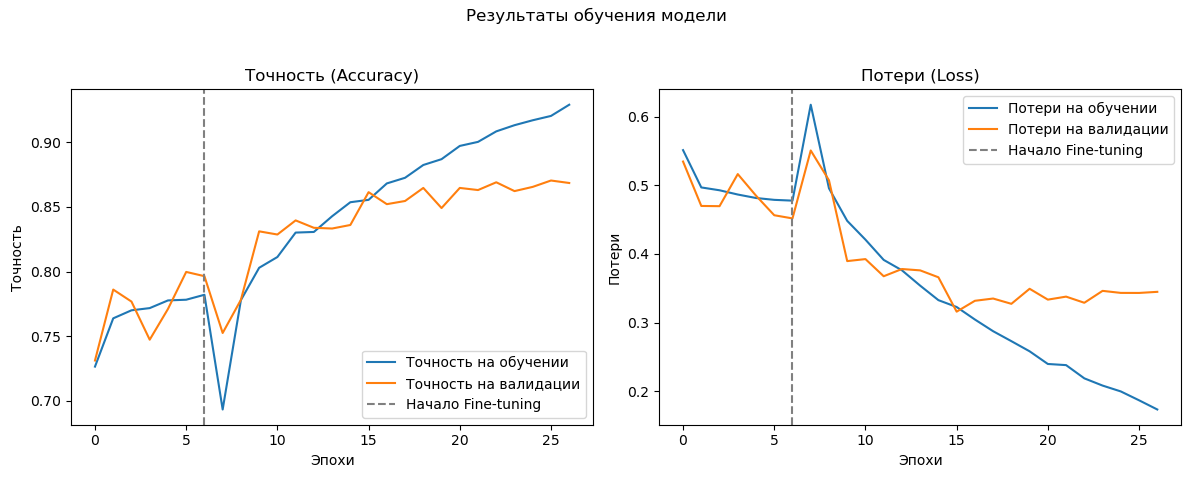 Результаты обучения модели
Точность (Accuracy)
Точность
0.90
0.85
0.80
0.75
0.70
Точность на обучении
Точность на валидации
Начало Fine-tuning
0
5
10
15
20
25
Эпохи
Потери (Loss)
Потери
0.6
0.5
0.4
0.3
0.2
Потери на обучении
Потери на валидации
Начало Fine-tuning
0
5
10
15
20
25
Эпохи